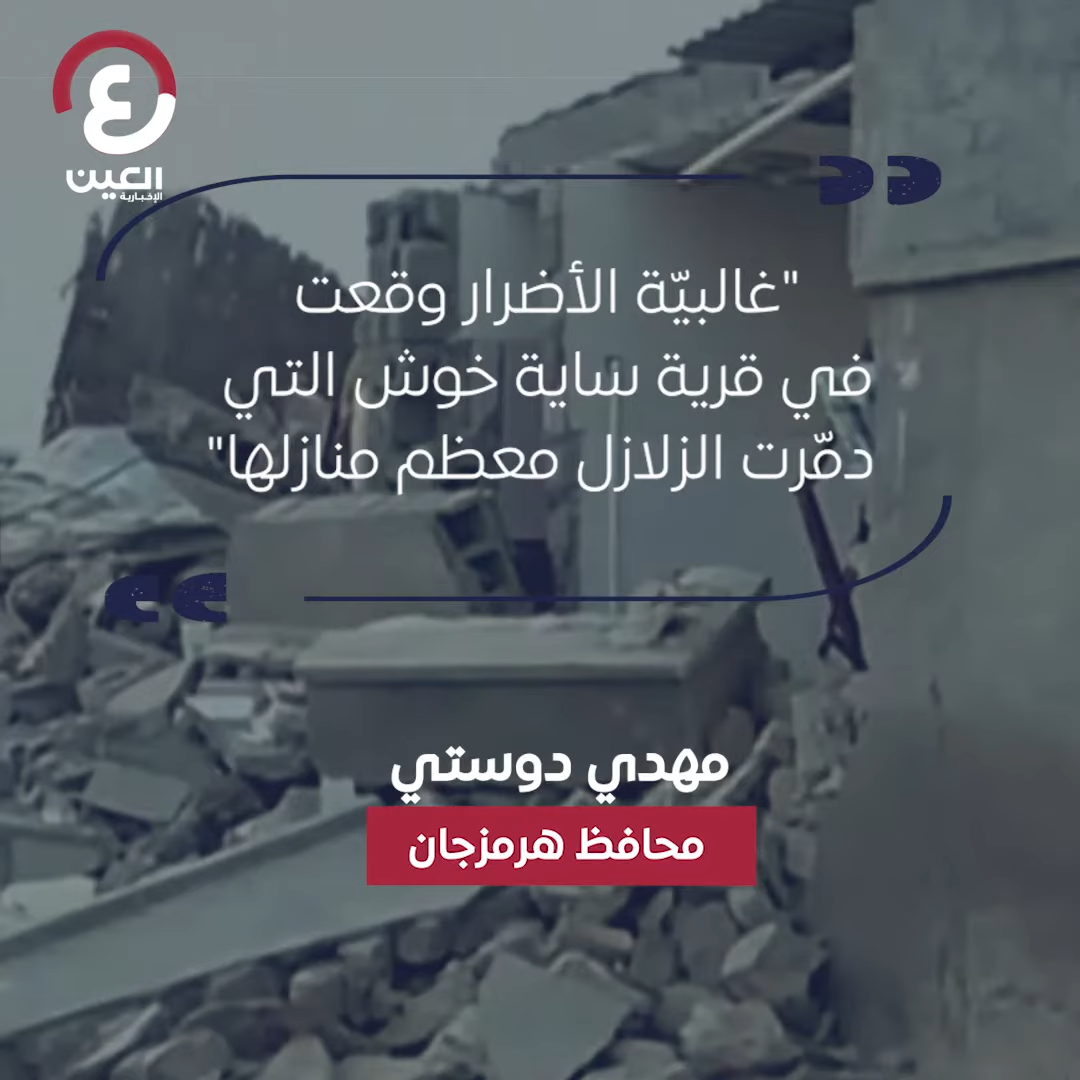 ع
العين
الإخبارية
"غالبيّة الأضرار وقعت
في قرية ساية خوش التي
دمّرت الزلازل معظم منازلها"
مهدي دوستي
محافظ هرمزجان